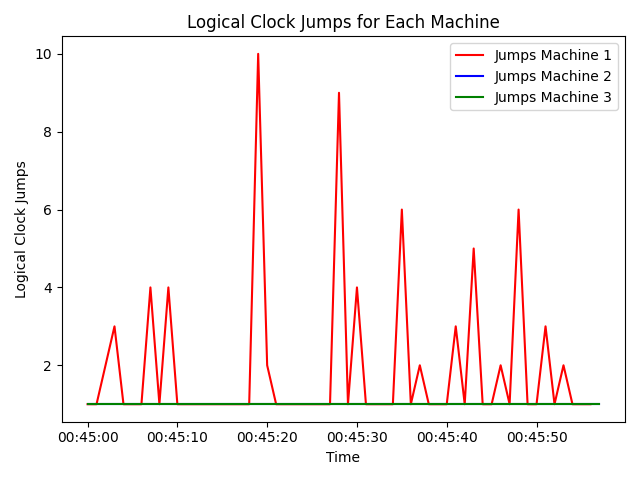 Logical Clock Jumps for Each Machine
Jumps Machine 1
Jumps Machine 2
Jumps Machine 3
Logical Clock Jumps
10
8
6
4
2
00:45:00 00:45:10 00:45:20 00:45:30 00:45:40 00:45:50
Time